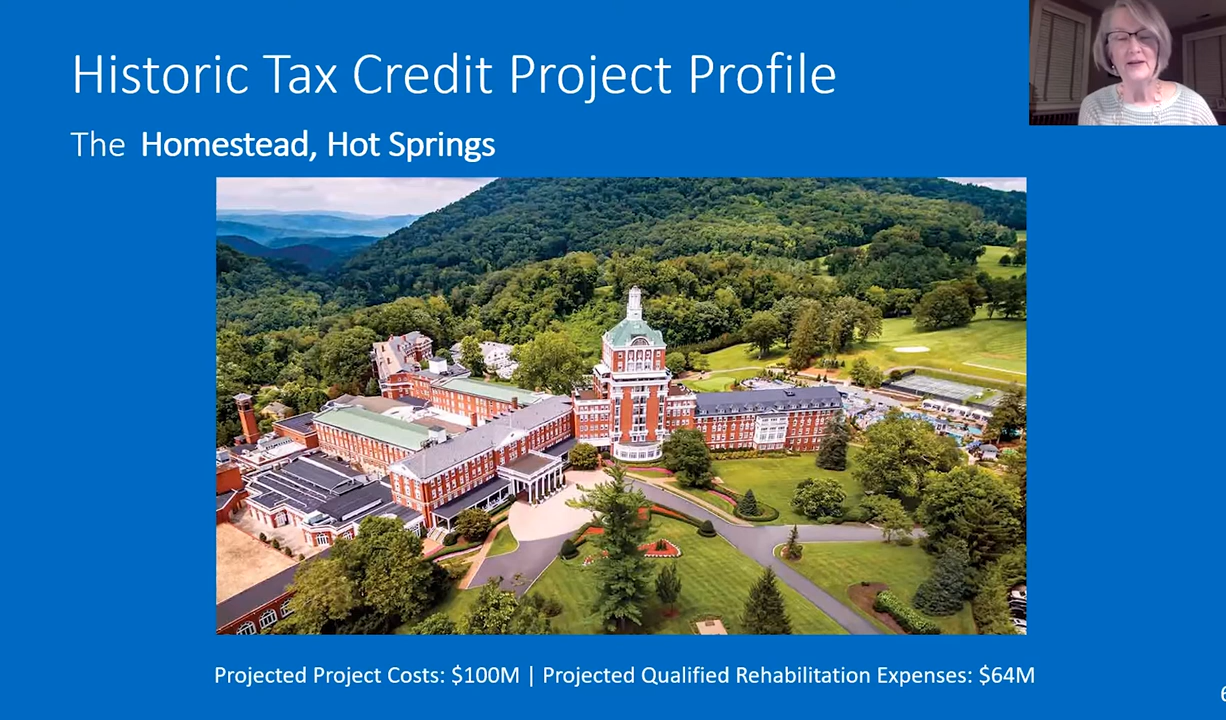 Historic Tax Credit Project Profile
The Homestead, Hot Springs
Projected Project Costs: $100M | Projected Qualified Rehabilitation Expenses: $64M